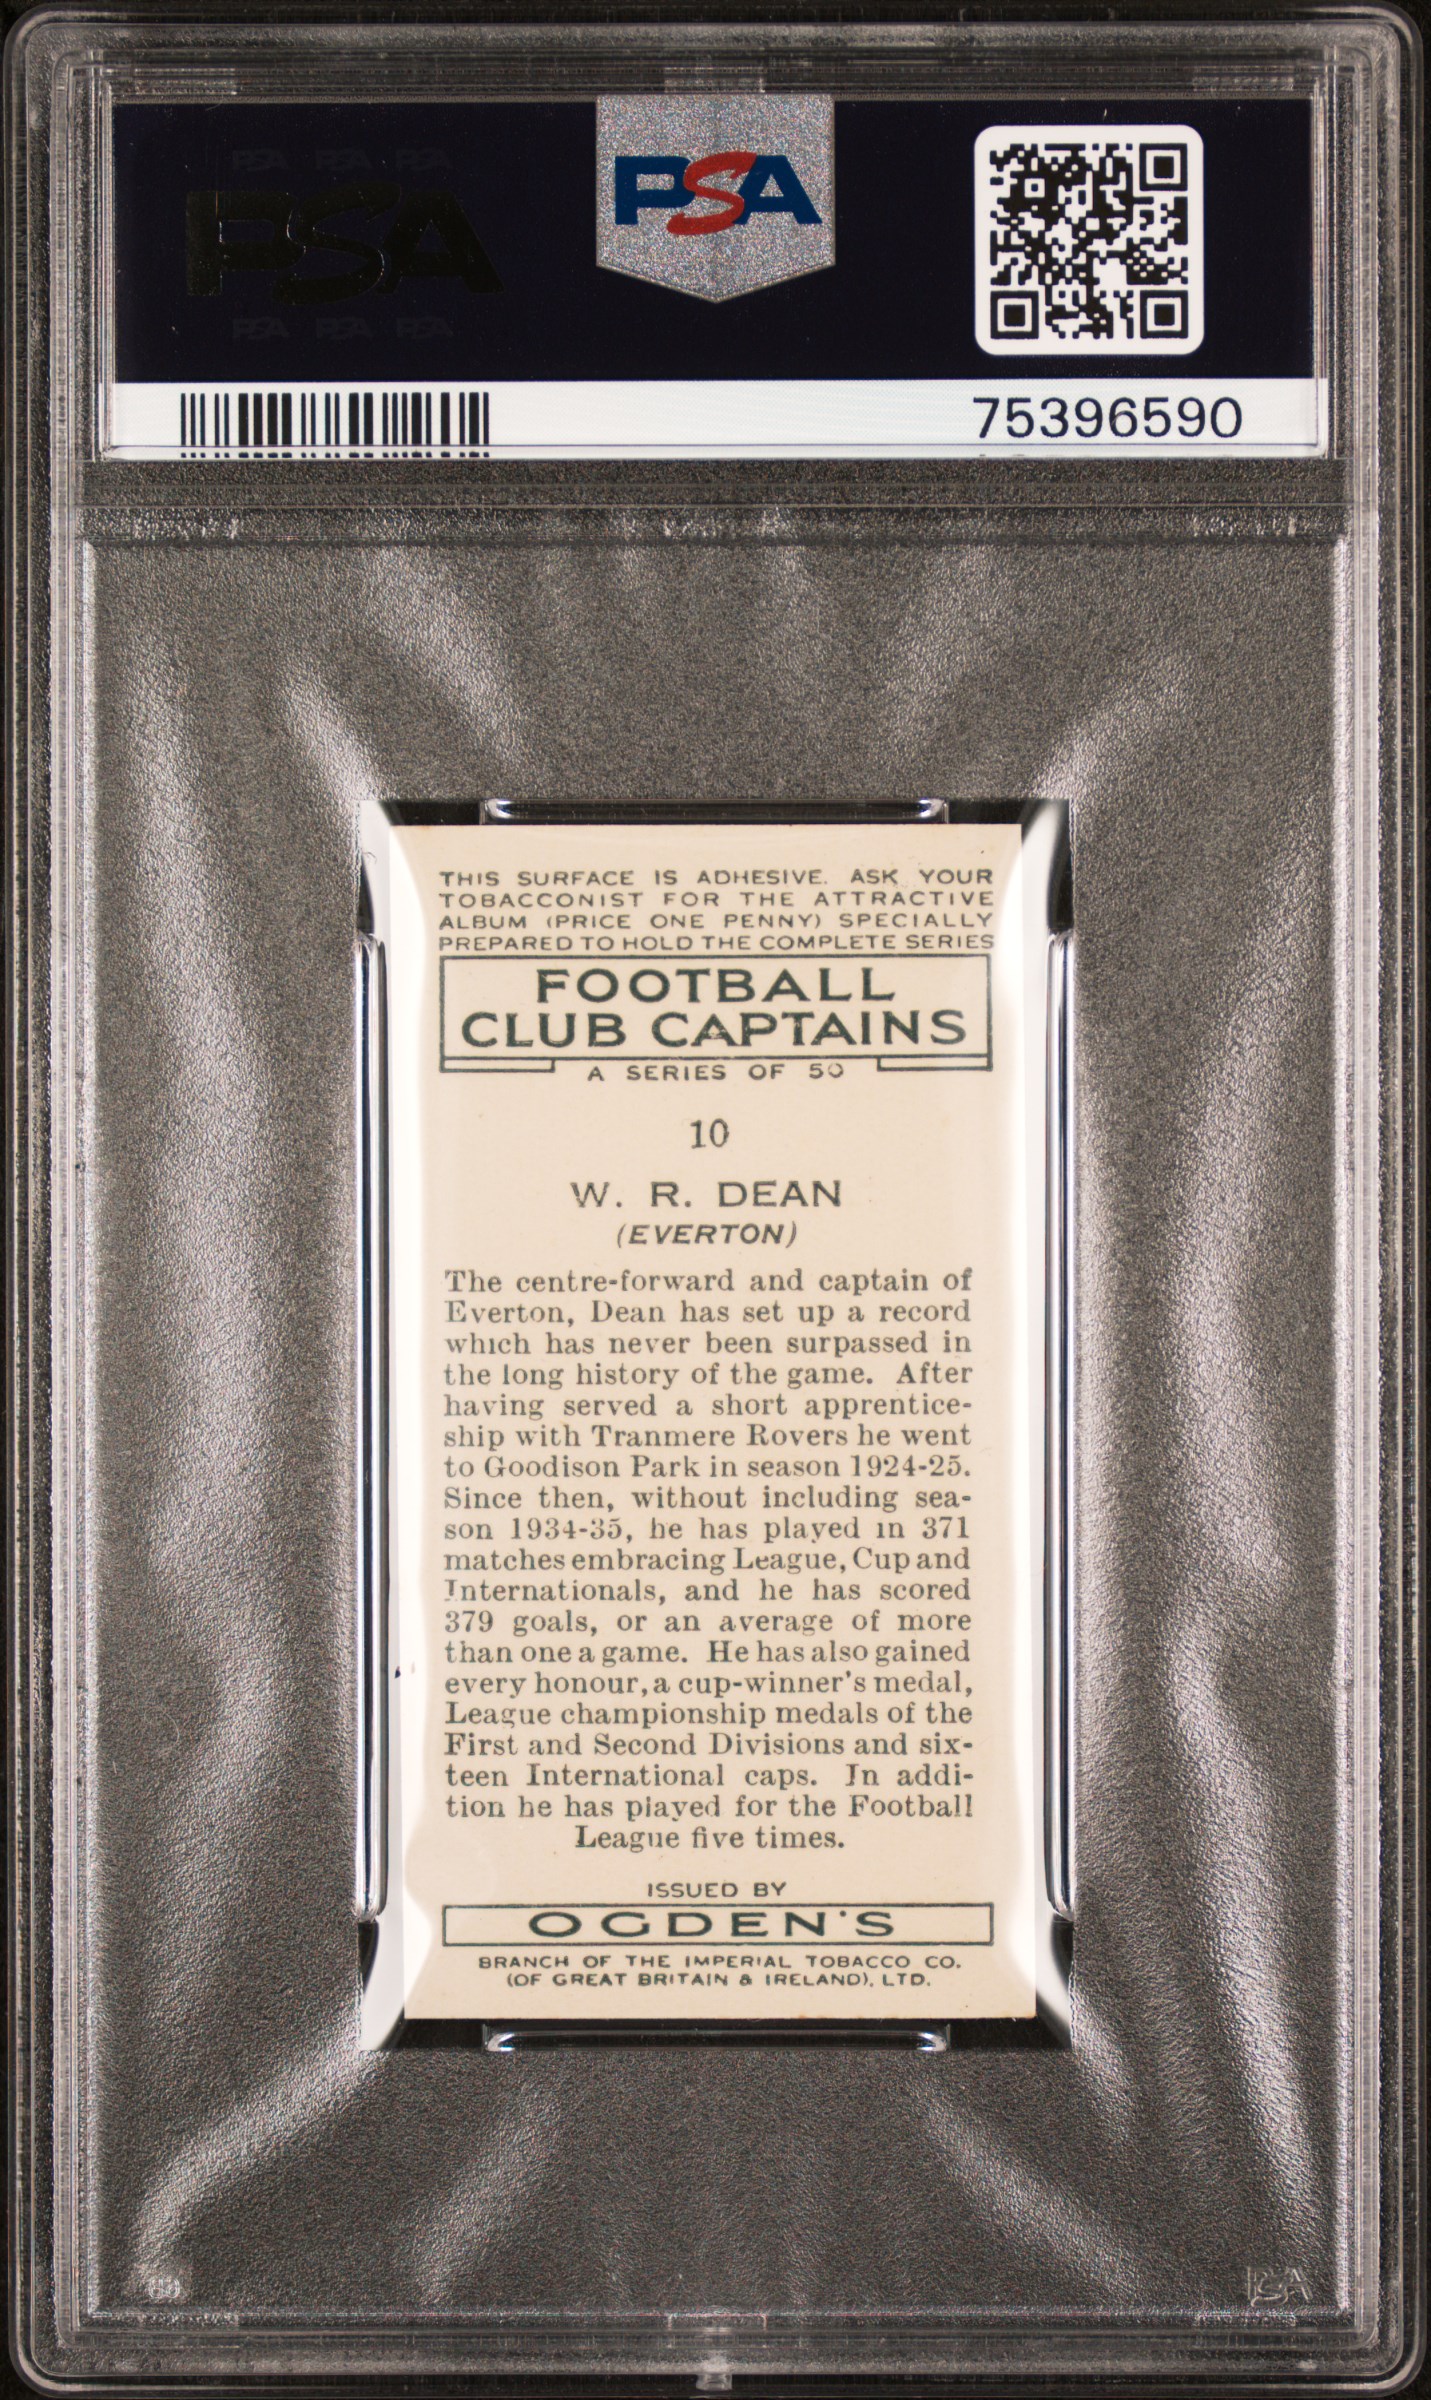 PSA PSA PSA
PSA
PSA PSA PSA
PSA
75396590
THIS SURFACE IS ADHESIVE. ASK YOUR
TOBACCONIST FOR THE ATTRACTIVE
ALBUM (PRICE ONE PENNY) SPECIALLY
PREPARED TO HOLD THE COMPLETE SERIES
FOOTBALL
CLUB CAPTAINS
A SERIES OF 50
10
W. R. DEAN
(EVERTON)
The centre-forward and captain of
Everton, Dean has set up a record
which has never been surpassed in
the long history of the game. After
having served a short apprentice-
ship with Tranmere Rovers he went
to Goodison Park in season 1924-25.
Since then, without including sea-
son 1934-35, he has played in 371
matches embracing League, Cup and
Internationals, and he has scored
379 goals, or an average of more
than one a game. He has also gained
every honour, a cup-winner's medal,
League championship medals of the
First and Second Divisions and six-
teen International caps. In addi-
tion he has played for the Football
League five times.
ISSUED BY
OGDEN'S
BRANCH OF THE IMPERIAL TOBACCO CO.
(OF GREAT BRITAIN & IRELAND), LTD.
PSA